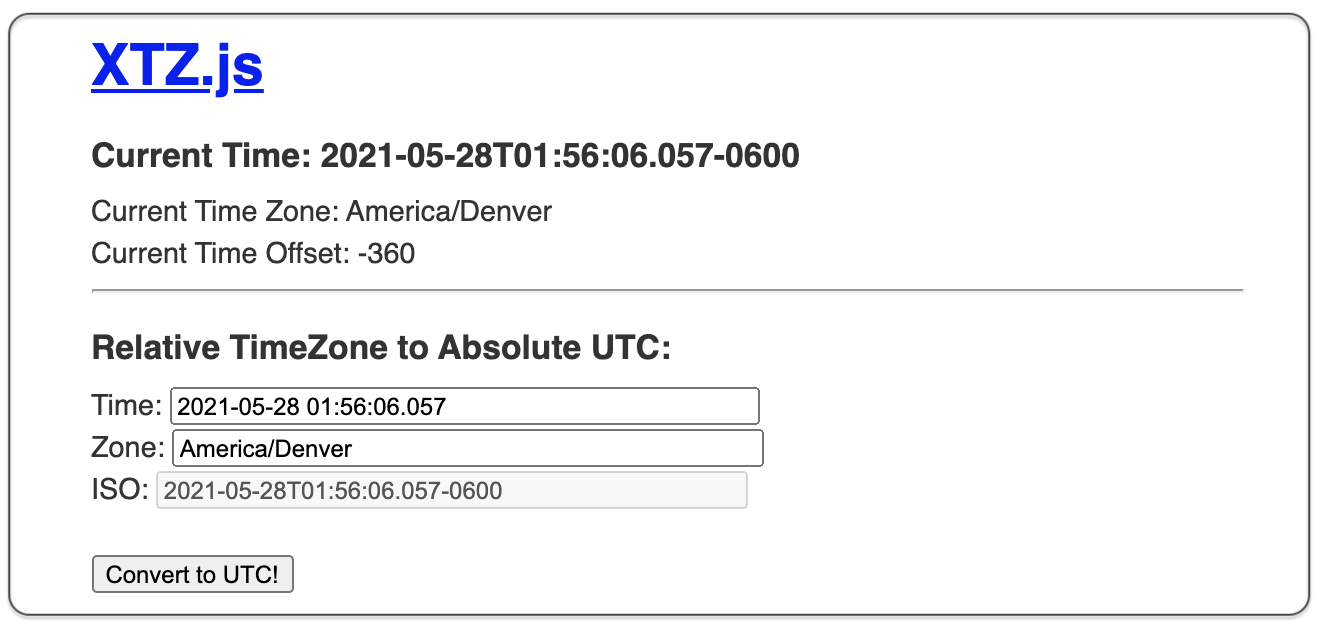 XTZ.js
Current Time: 2021-05-28T01:56:06.057-0600
Current Time Zone: America/Denver
Current Time Offset: -360
Relative TimeZone to Absolute UTC:
Time: 2021-05-28 01:56:06.057
Zone: America/Denver
ISO: 2021-05-28T01:56:06.057-0600
Convert to UTC!